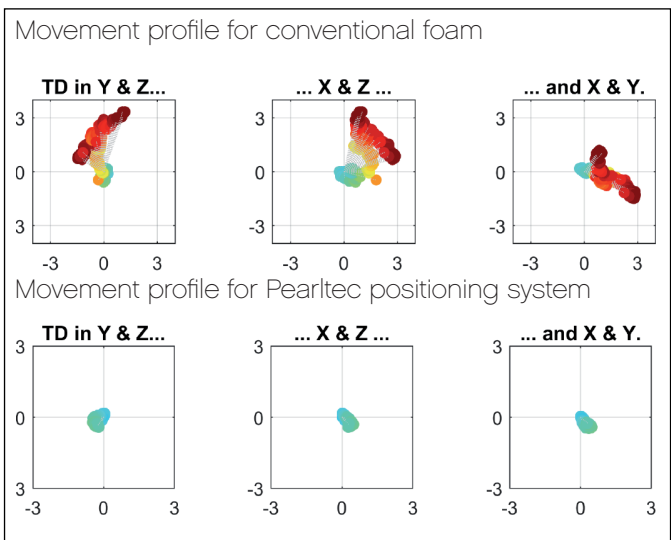 Movement profile for conventional foam
TD in Y & Z... ... X & Z ... ... and X & Y.
3 3 3
0 0 0
3 -3 -3
-3 0 3 -3 0 3 -3 0 3
Movement profile for Pearltec positioning system
TD in Y & Z... ... X & Z ... ... and X & Y.
3 3 3
0 0 0
3 -3 3
-3 0 3 -3 0 3 -3 0 3